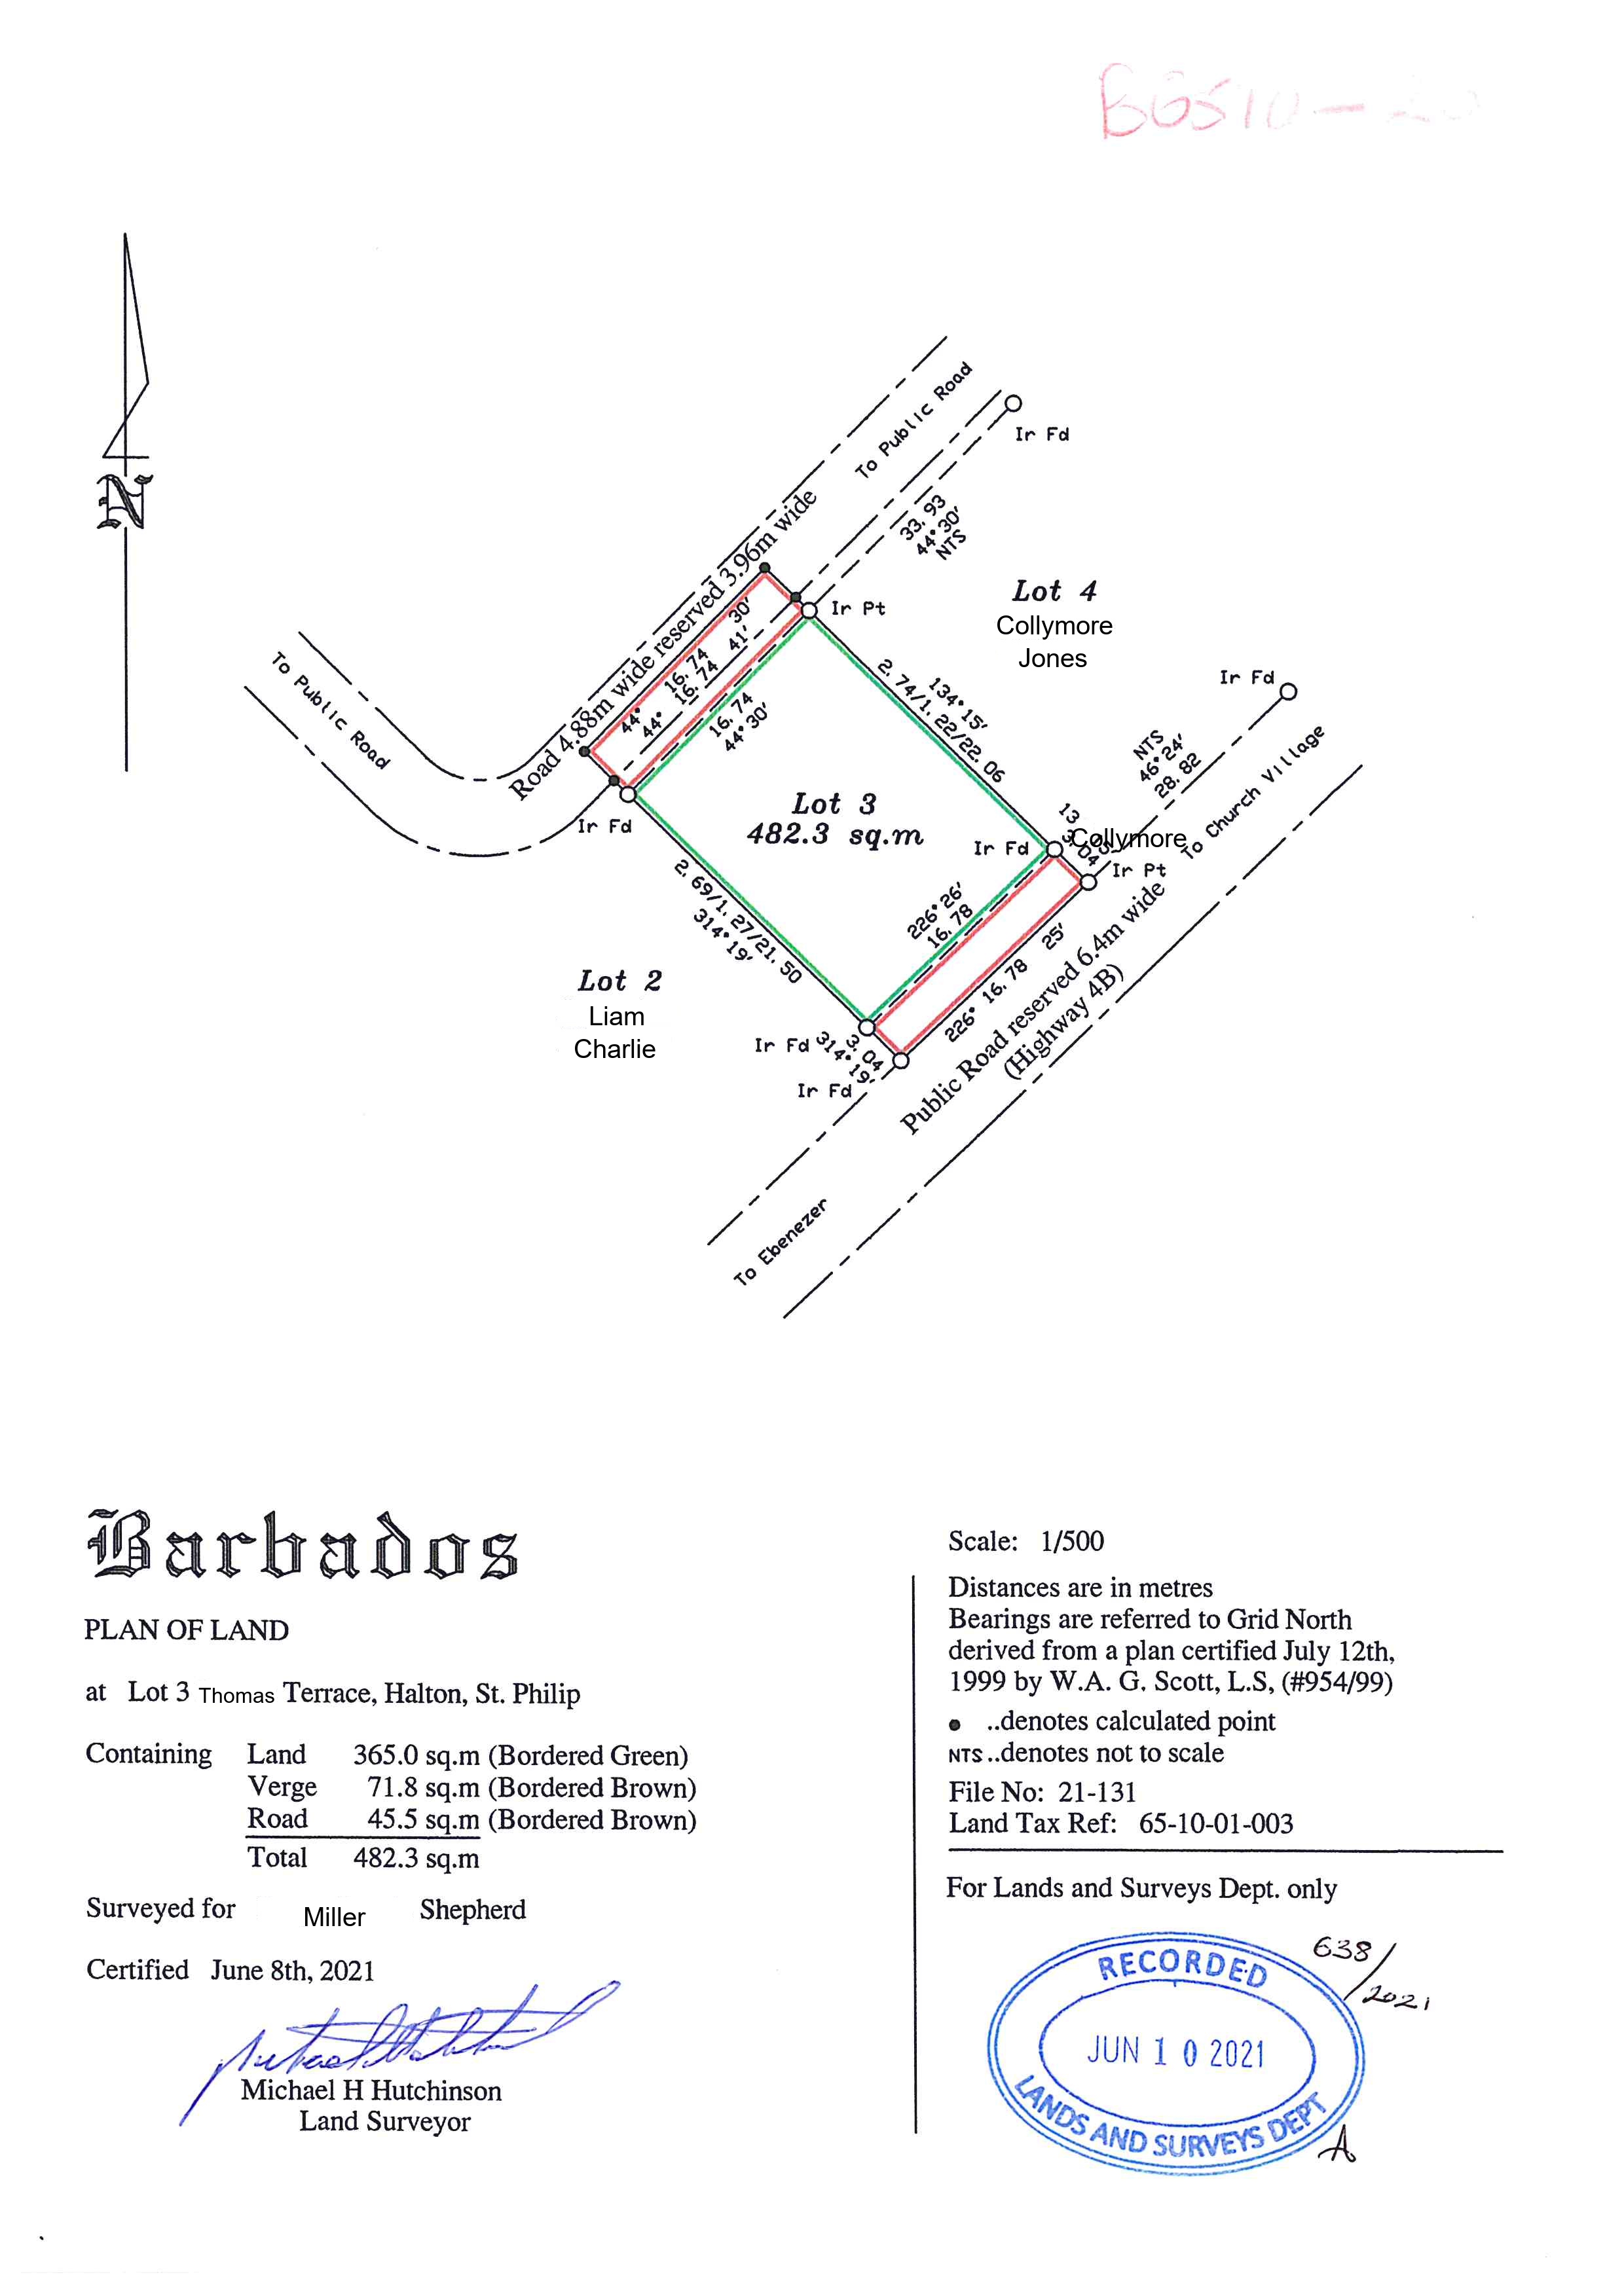 BGS10 -
N
To Public Road
Ir Fd
33.93
44°30'
NTS
Road 4.88m wide reserved 3.96m wide
Lot 4
Collymore
Jones
Ir Pt
44° 16.74 30'
44° 16.74 41'
16.74
44°30'
134°15'
2.74/1.22/22.06
To Public Road
Ir Fd
NTS
46°24'
28.82
To Church Village
Lot 3
482.3 sq.m
Ir Fd
13
3.04
Collymore
Ir Fd
Ir Pt
2.69/1.27/21.50
314°19'
226°26'
16.78
226° 16.78 25'
Public Road reserved 6.4m wide
(Highway 4B)
Lot 2
Liam
Charlie
Ir Fd
3.04
314°19'
Ir Fd
To Ebenezer
Barbados
PLAN OF LAND
at Lot 3 Thomas Terrace, Halton, St. Philip
Containing Land 365.0 sq.m (Bordered Green)
Verge 71.8 sq.m (Bordered Brown)
Road 45.5 sq.m (Bordered Brown)
Total 482.3 sq.m
Surveyed for Miller Shepherd
Certified June 8th, 2021
Michael H Hutchinson
Land Surveyor
Scale: 1/500
Distances are in metres
Bearings are referred to Grid North
derived from a plan certified July 12th,
1999 by W.A. G. Scott, L.S, (#954/99)
..denotes calculated point
NTS ..denotes not to scale
File No: 21-131
Land Tax Ref: 65-10-01-003
For Lands and Surveys Dept. only
638/2021
RECORDED
JUN 10 2021
LANDS AND SURVEYS DEPT
A